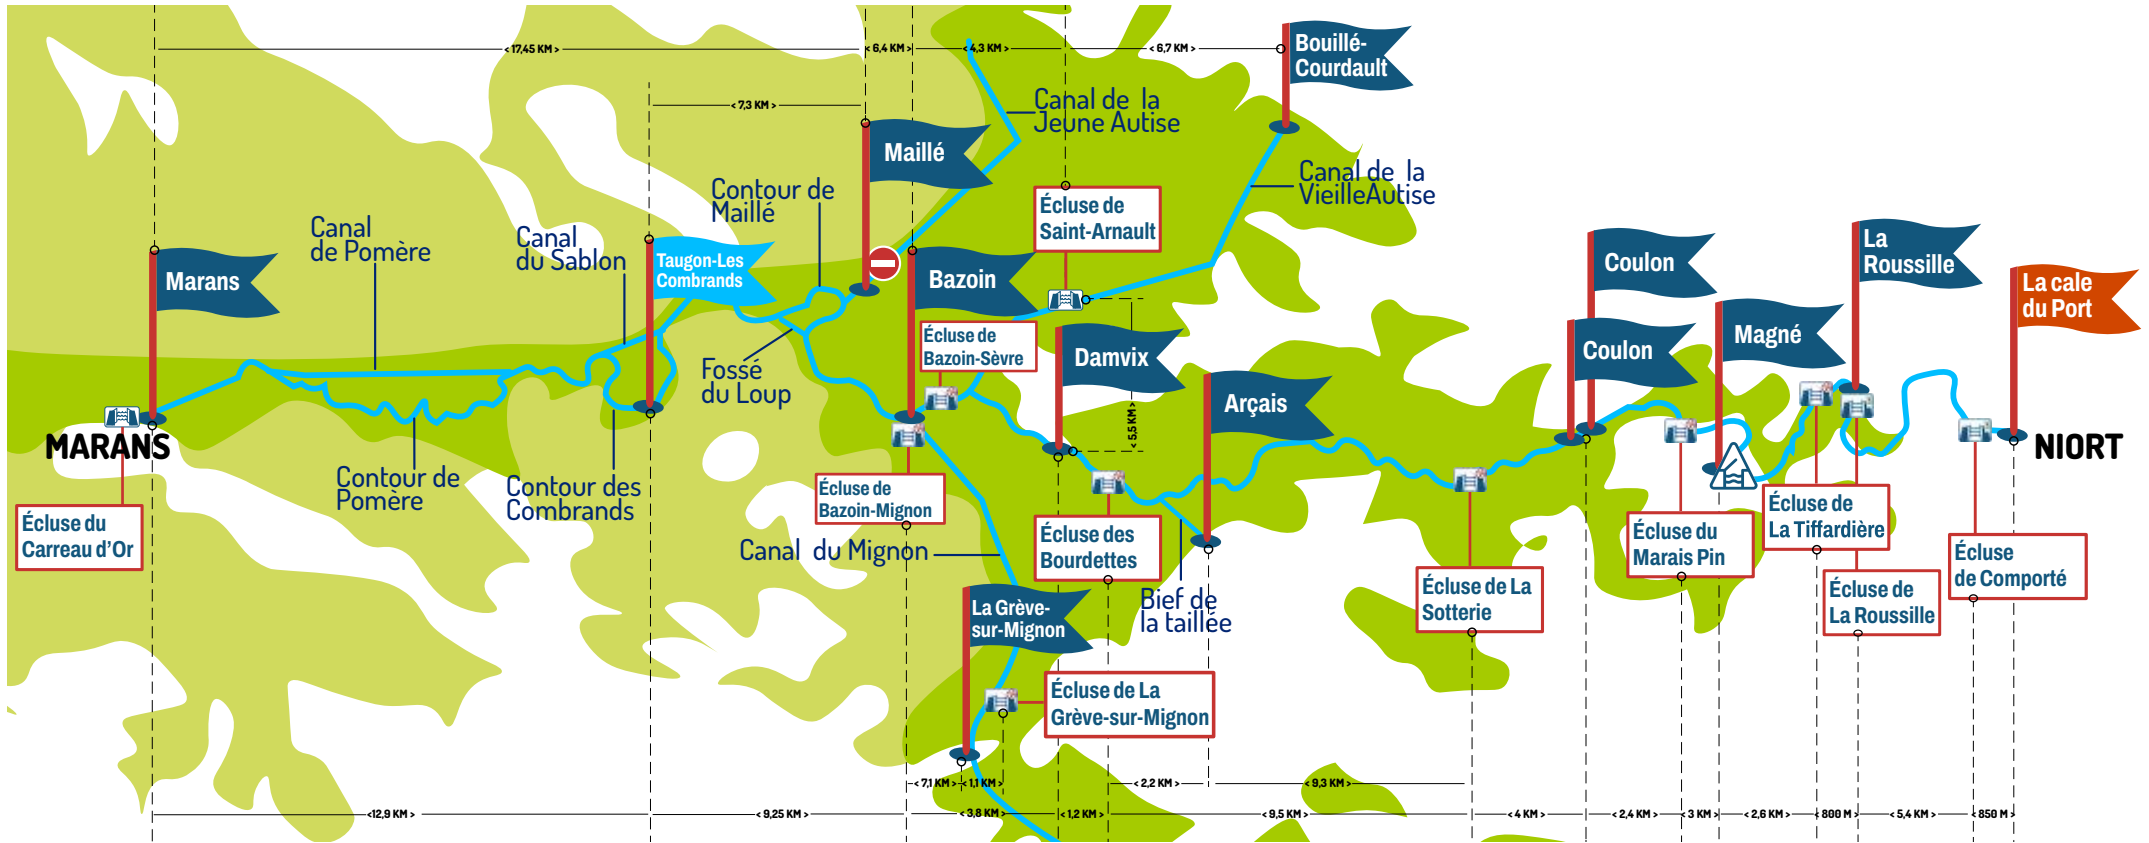 < 17,45 KM >
< 6,4 KM >
< 4,3 KM >
< 6,7 KM >
Bouillé-
Courdault
< 7,3 KM >
Canal de la
Jeune Autise
Maillé
Canal de la
VieilleAutise
Contour de
Maillé
Écluse de
Saint-Arnault
Canal
de Pomère
Canal
du Sablon
Taugon-Les
Combrands
Marans
Bazoin
Coulon
La
Roussille
La cale
du Port
Écluse de
Bazoin-Sèvre
Damvix
Coulon
Magné
Fossé
du Loup
Arçais
< 5,5 KM >
MARANS
NIORT
Contour de
Pomère
Contour des
Combrands
Écluse de
Bazoin-Mignon
Écluse du
Carreau d'Or
Canal du Mignon
Écluse des
Bourdettes
Écluse de
La Tiffardière
Écluse du
Marais Pin
Écluse
de Comporté
Écluse de La
Sotterie
Écluse de
La Roussille
La Grève-
sur-Mignon
Bief de
la taillée
Écluse de La
Grève-sur-Mignon
< 7,1 KM >
< 1,1 KM >
< 2,2 KM >
< 9,3 KM >
<12,9 KM >
< 9,25 KM >
< 3,8 KM >
< 1,2 KM >
< 9,5 KM >
< 4 KM >
< 2,4 KM >
< 3 KM >
< 2,6 KM >
< 800 M >
< 5,4 KM >
< 850 M >